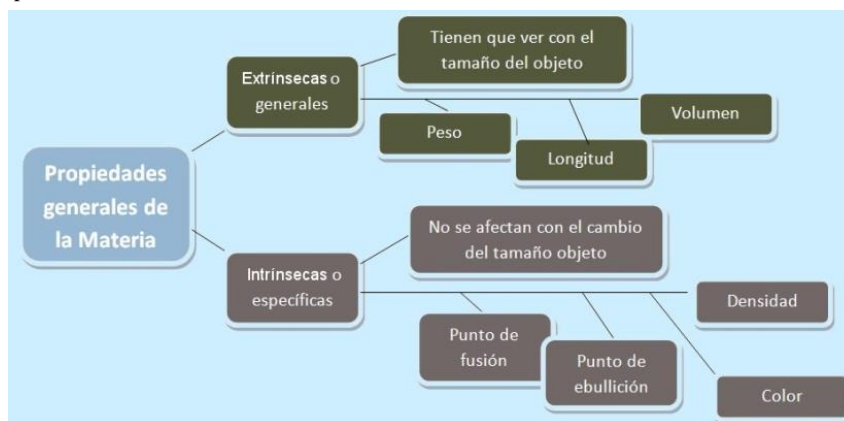 Propiedades
generales de
la Materia
Extrínsecas o
generales
Tienen que ver con el
tamaño del objeto
Peso
Longitud
Volumen
Intrínsecas o
específicas
No se afectan con el cambio
del tamaño objeto
Punto de
fusión
Punto de
ebullición
Densidad
Color